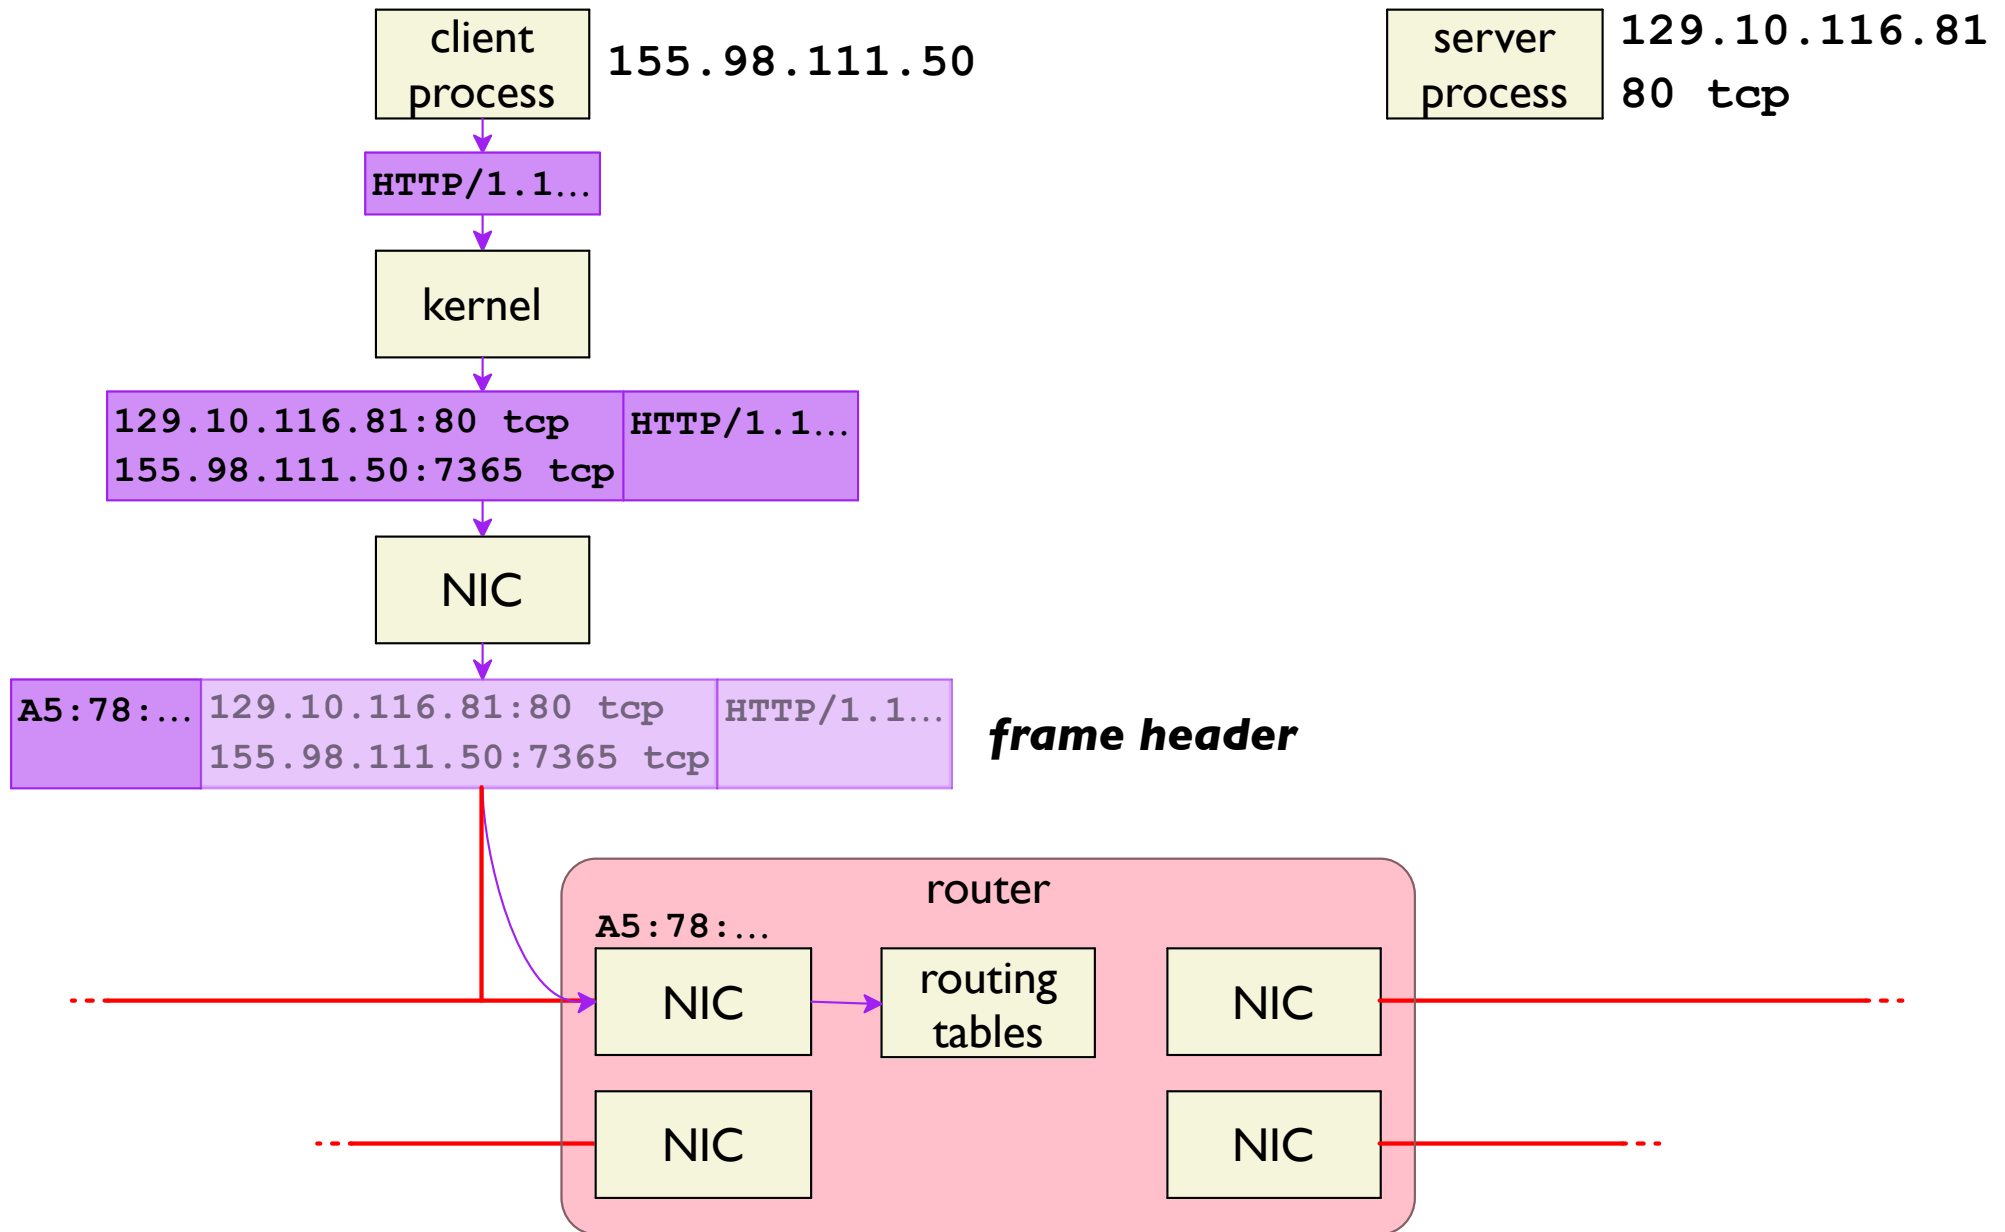 client
process
155.98.111.50
server
process
129.10.116.81
80 tcp
HTTP/1.1...
kernel
129.10.116.81:80 tcp
155.98.111.50:7365 tcp
HTTP/1.1...
NIC
A5:78:...
129.10.116.81:80 tcp
155.98.111.50:7365 tcp
HTTP/1.1...
frame header
router
A5:78:...
NIC
routing
tables
NIC
NIC
NIC